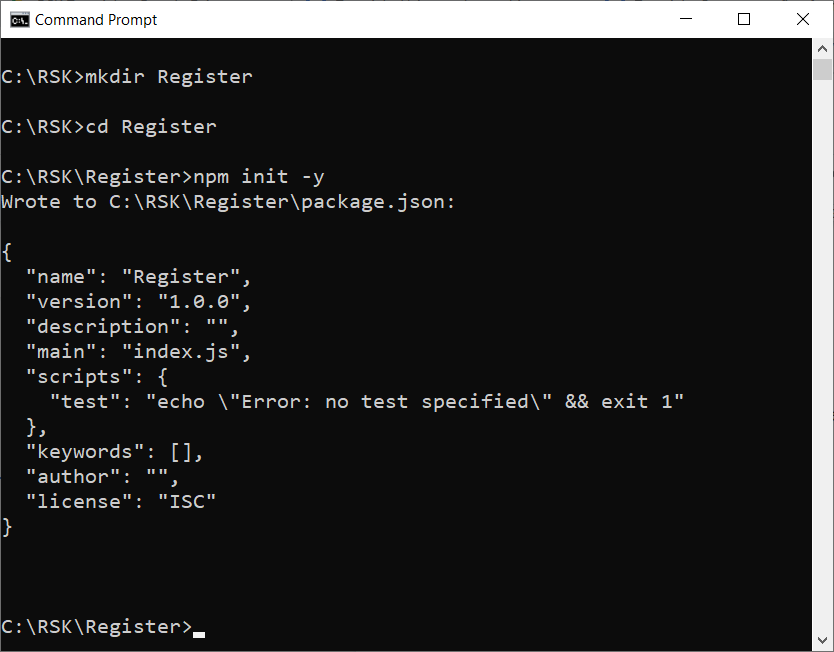 Command Prompt
C:\RSK>mkdir Register
C:\RSK>cd Register
C:\RSK\Register>npm init -y
Wrote to C:\RSK\Register\package.json:
{
  "name": "Register",
  "version": "1.0.0",
  "description": "",
  "main": "index.js",
  "scripts": {
    "test": "echo \"Error: no test specified\" && exit 1"
  },
  "keywords": [],
  "author": "",
  "license": "ISC"
}
C:\RSK\Register>